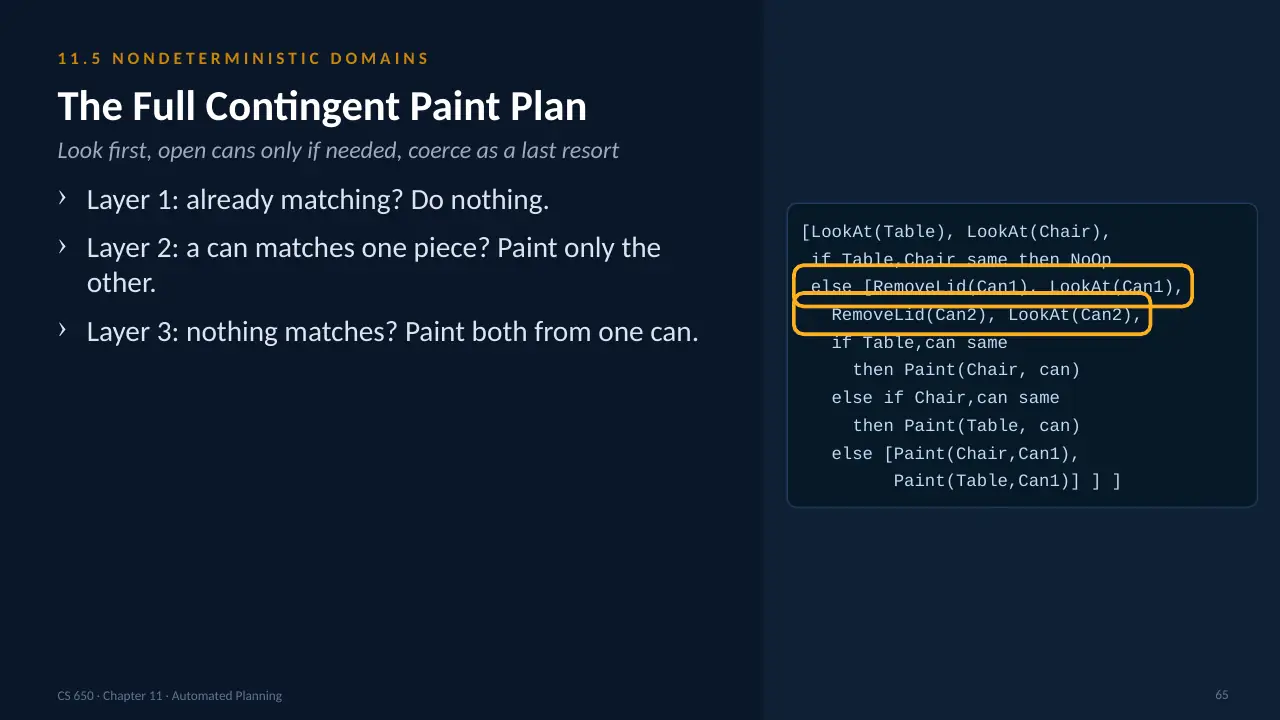 11.5 NONDETERMINISTIC DOMAINS
The Full Contingent Paint Plan
Look first, open cans only if needed, coerce as a last resort
› Layer 1: already matching? Do nothing.
› Layer 2: a can matches one piece? Paint only the
other.
› Layer 3: nothing matches? Paint both from one can.
[LookAt(Table), LookAt(Chair),
if Table,Chair same then NoOp
else [RemoveLid(Can1), LookAt(Can1),
RemoveLid(Can2), LookAt(Can2),
if Table,can same
then Paint(Chair, can)
else if Chair,can same
then Paint(Table, can)
else [Paint(Chair,Can1),
Paint(Table,Can1)] ] ]
CS 650 · Chapter 11 · Automated Planning
65